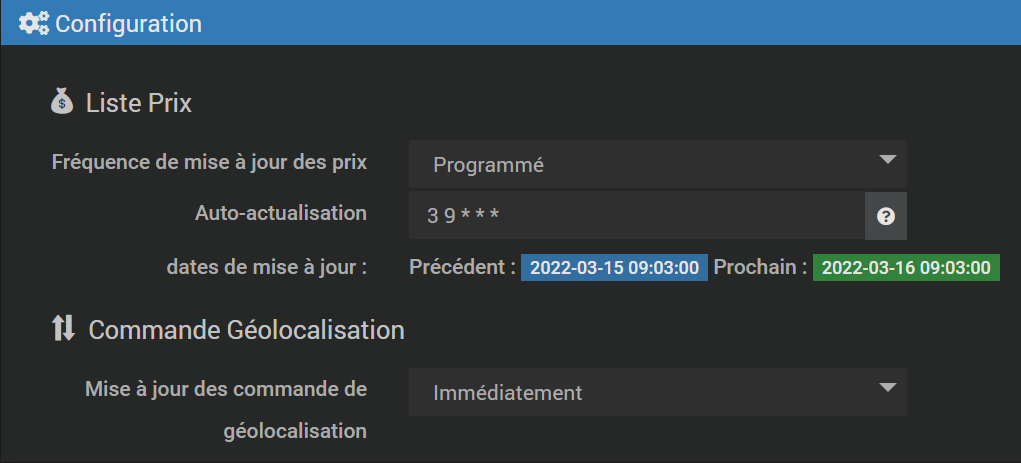 Configuration
Liste Prix
Fréquence de mise à jour des prix Programmé
Auto-actualisation 3 9 * * *
dates de mise à jour : Précédent : 2022-03-15 09:03:00 Prochain : 2022-03-16 09:03:00
Commande Géolocalisation
Mise à jour des commande de Immédiatement
géolocalisation